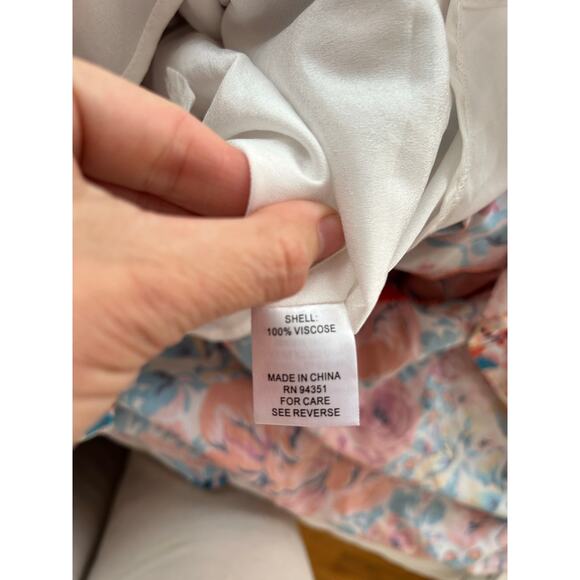 SHELL:
100% VISCOSE
MADE IN CHINA
RN 94351
FOR CARE
SEE REVERSE